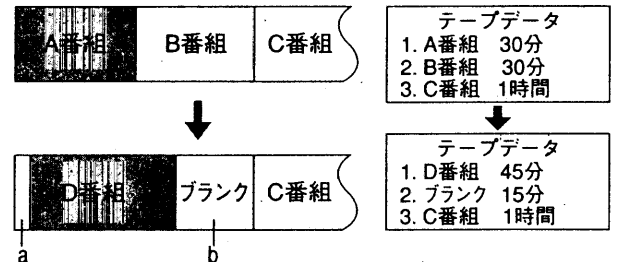 A番組 B番組 C番組
テープデータ
1. A番組 30分
2. B番組 30分
3. C番組 1時間
D番組 ブランク C番組
a b
テープデータ
1. D番組 45分
2. ブランク 15分
3. C番組 1時間